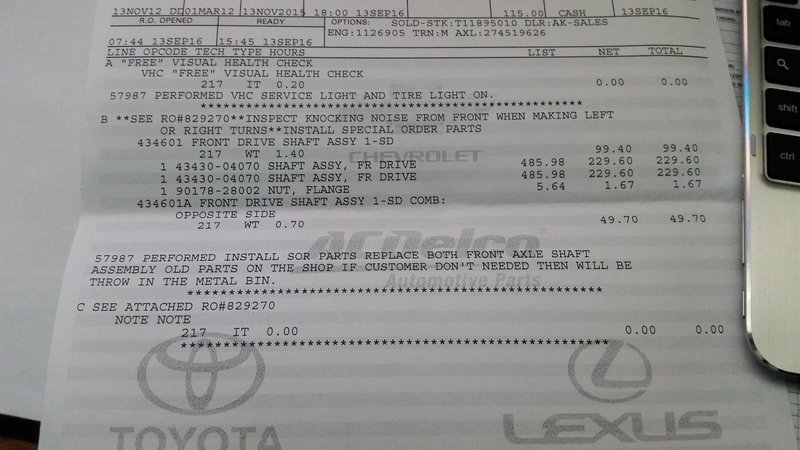 13NOV12 DD 01MAR12 13NOV2015 18:00 13SEP16 115.00 CASH 13SEP16
R.O. OPENED READY OPTIONS: SOLD-STK:T11895010 DLR:AK-SALES
ENG:1126905 TRN:M AXL:274519626
07:44 13SEP16 15:45 13SEP16
LINE OPCODE TECH TYPE HOURS LIST NET TOTAL
A "FREE" VISUAL HEALTH CHECK
VHC "FREE" VISUAL HEALTH CHECK
217 IT 0.20 0.00 0.00
57987 PERFORMED VHC SERVICE LIGHT AND TIRE LIGHT ON.
****************************************************
B **SEE RO#829270**INSPECT KNOCKING NOISE FROM FRONT WHEN MAKING LEFT
OR RIGHT TURNS**INSTALL SPECIAL ORDER PARTS
434601 FRONT DRIVE SHAFT ASSY 1-SD
217 WT 1.40 99.40 99.40
CHEVROLET
1 43430-04070 SHAFT ASSY, FR DRIVE 485.98 229.60 229.60
1 43430-04070 SHAFT ASSY, FR DRIVE 485.98 229.60 229.60
1 90178-28002 NUT, FLANGE 5.64 1.67 1.67
434601A FRONT DRIVE SHAFT ASSY 1-SD COMB:
OPPOSITE SIDE
217 WT 0.70 49.70 49.70
ACDelco
57987 PERFORMED INSTALL SOR PARTS REPLACE BOTH FRONT AXLE SHAFT
ASSEMBLY OLD PARTS ON THE SHOP IF CUSTOMER DON'T NEEDED THEN WILL BE
THROW IN THE METAL BIN.
Automotive Parts
****************************************************
C SEE ATTACHED RO#829270
NOTE NOTE
217 IT 0.00 0.00 0.00
****************************************************
TOYOTA LEXUS
caps lock
shift
ctrl